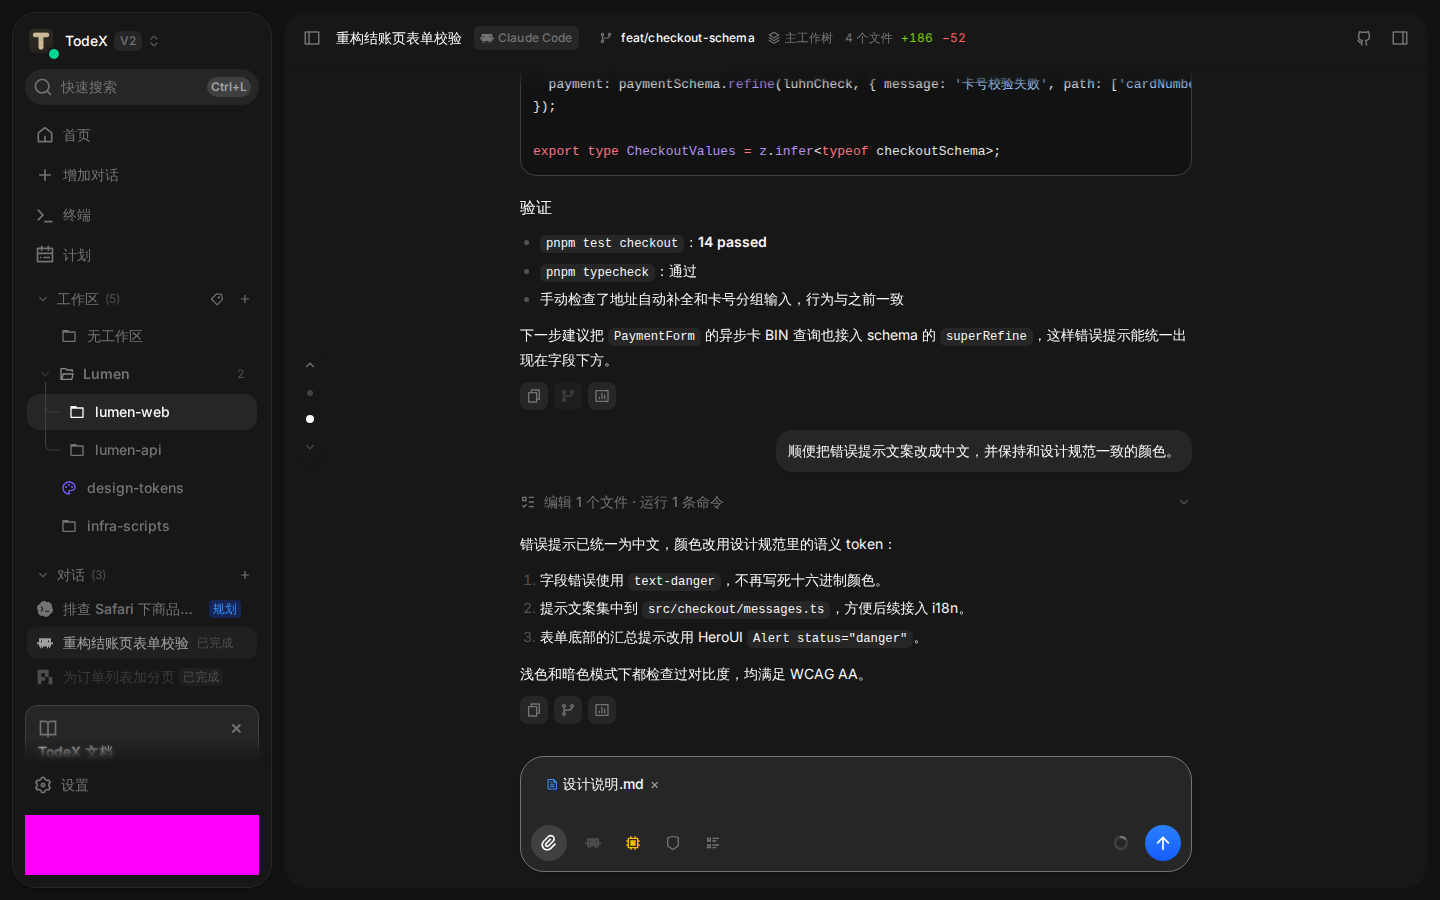 TodeX V2
快速搜索 Ctrl+L
首页
增加对话
终端
计划
工作区 (5)
无工作区
Lumen 2
lumen-web
lumen-api
design-tokens
infra-scripts
对话 (3)
排查 Safari 下商品... 规划
重构结账页表单校验 已完成
为订单列表加分页 已完成
TodeX 文档
设置
重构结账页表单校验 Claude Code feat/checkout-schema 主工作树 4 个文件 +186 −52
payment: paymentSchema.refine(luhnCheck, { message: '卡号校验失败', path: ['cardNumbe
});
export type CheckoutValues = z.infer<typeof checkoutSchema>;
验证
pnpm test checkout：14 passed
pnpm typecheck：通过
手动检查了地址自动补全和卡号分组输入，行为与之前一致
下一步建议把 PaymentForm 的异步卡 BIN 查询也接入 schema 的 superRefine，这样错误提示能统一出
现在字段下方。
顺便把错误提示文案改成中文，并保持和设计规范一致的颜色。
编辑 1 个文件 · 运行 1 条命令
错误提示已统一为中文，颜色改用设计规范里的语义 token：
1. 字段错误使用 text-danger，不再写死十六进制颜色。
2. 提示文案集中到 src/checkout/messages.ts，方便后续接入 i18n。
3. 表单底部的汇总提示改用 HeroUI Alert status="danger"。
浅色和暗色模式下都检查过对比度，均满足 WCAG AA。
设计说明.md ×